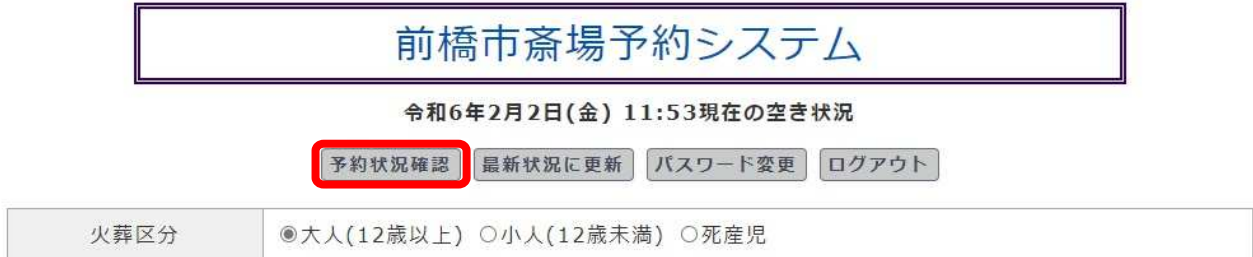 前橋市斎場予約システム
令和6年2月2日(金) 11:53現在の空き状況
予約状況確認 最新状況に更新 パスワード変更 ログアウト
火葬区分 ◉大人(12歳以上) ○小人(12歳未満) ○死産児